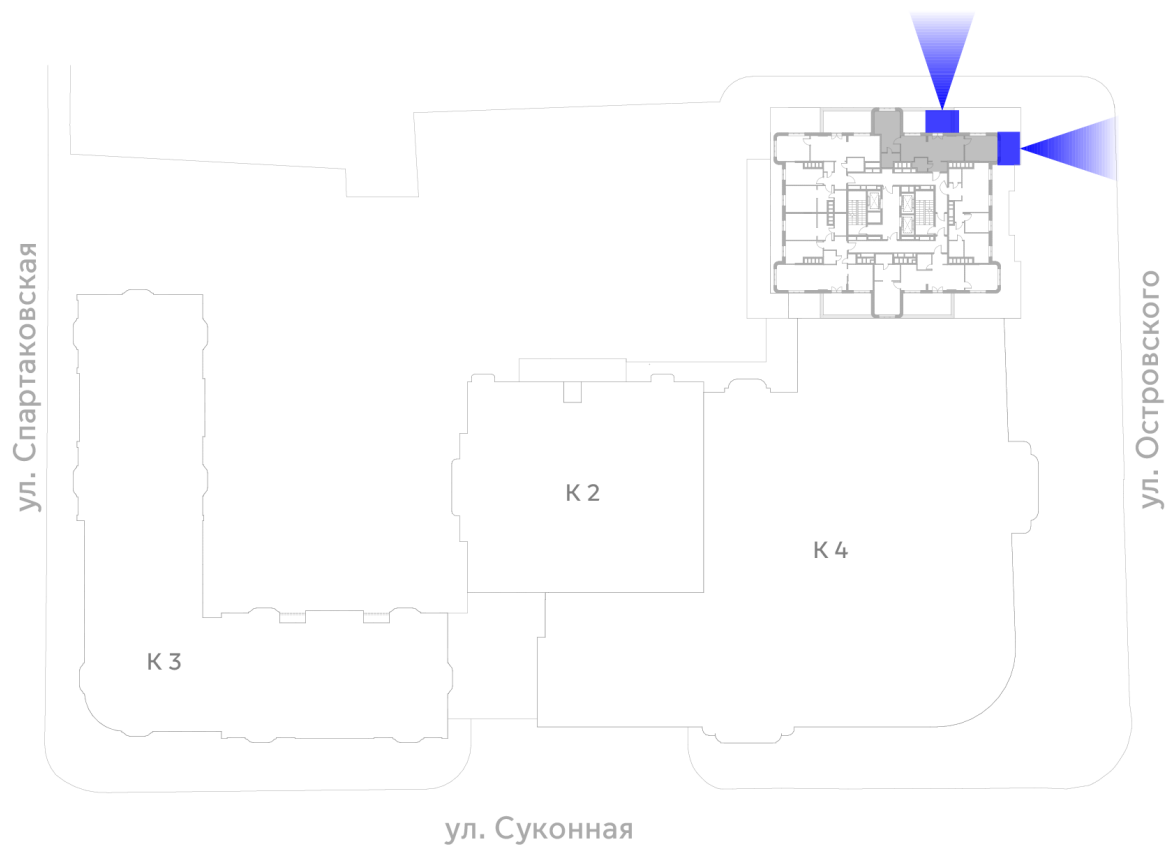 ул. Спартаковская
ул. Островского
К 2
К 4
К 3
ул. Суконная